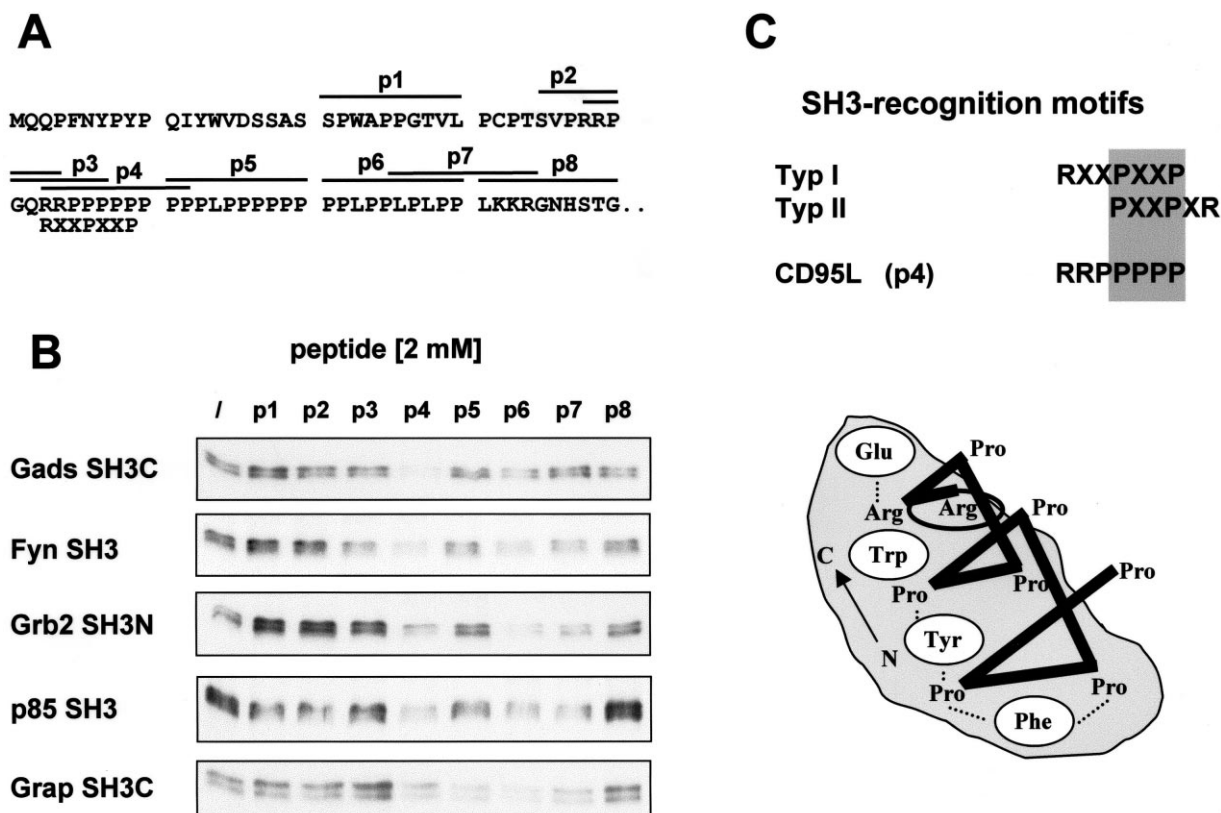 A
p1
p2
MQQPFNYPYP QIYWVDSSAS SPWAPPGTVL PCPTSVPRRP
p3 p4 p5 p6 p7 p8
GQRRPPPPPP PPPLPPPPPP PPLPPLPLPP LKKRGNHSTG..
RXXPXXP
B
peptide [2 mM]
/ p1 p2 p3 p4 p5 p6 p7 p8
Gads SH3C
Fyn SH3
Grb2 SH3N
p85 SH3
Grap SH3C
C
SH3-recognition motifs
Typ I RXXPXXP
Typ II PXXPXR
CD95L (p4) RRPPPPP
Glu
Pro
Arg
Arg
Pro
C
Trp
Pro
Pro
Pro
N
Tyr
Pro
Pro
Phe